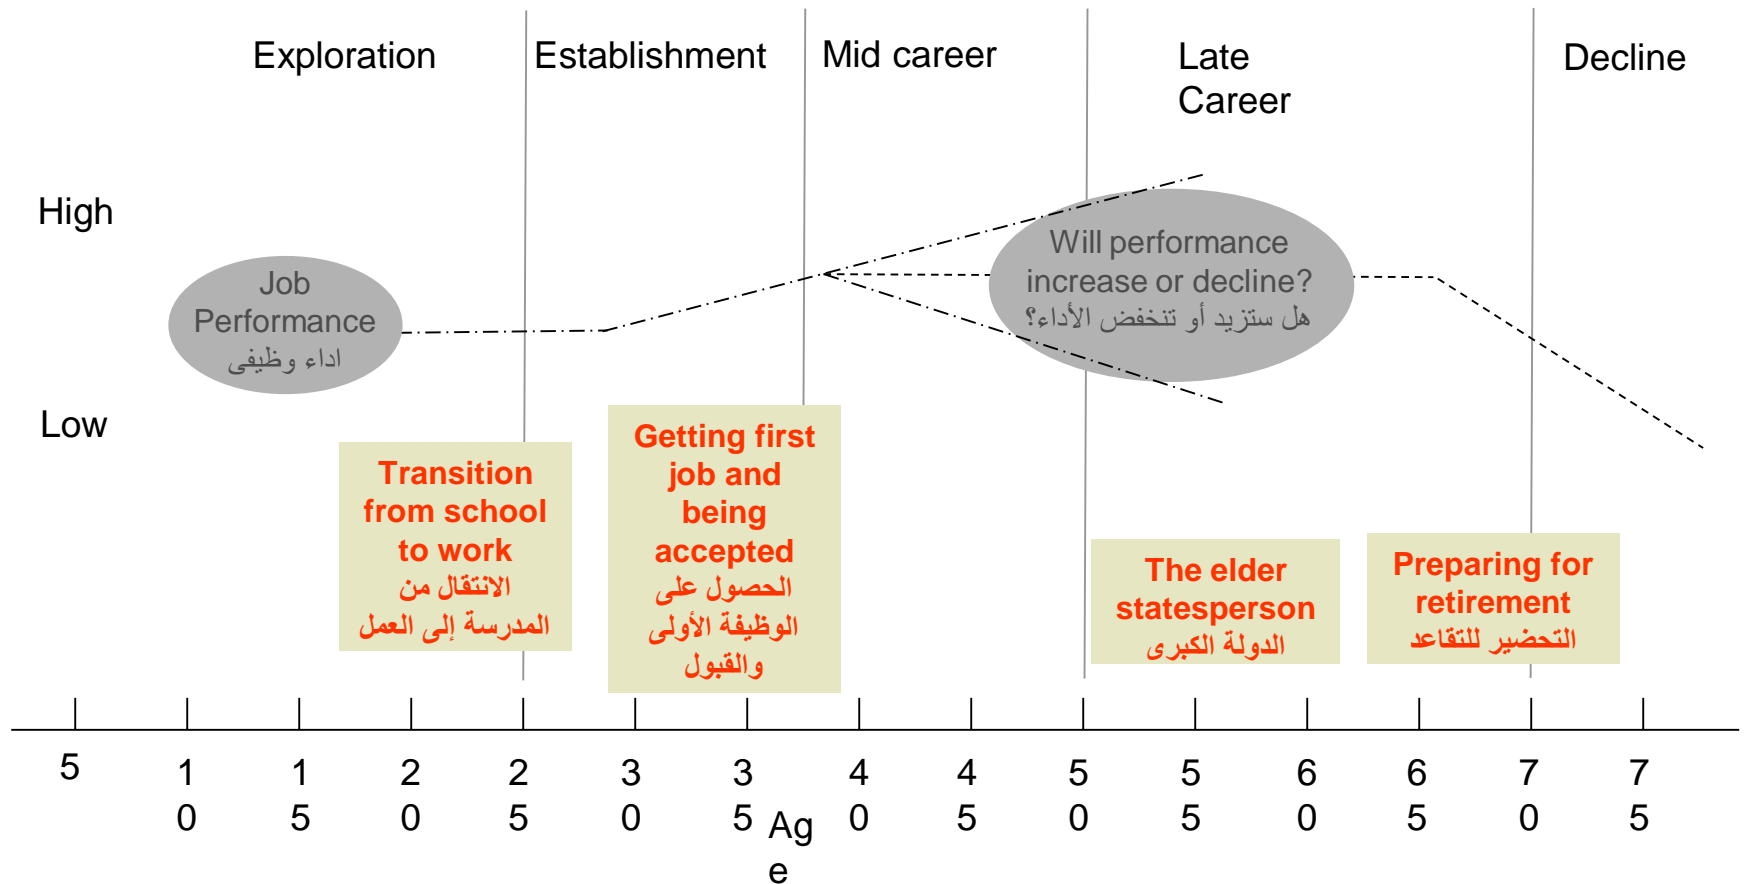 Exploration
Establishment
Mid career
Late
Career
Decline
High
Low
Job
Performance
اداء وظيفى
Will performance
increase or decline?
هل ستزيد أو تنخفض الأداء؟
Transition
from school
to work
الانتقال من
المدرسة إلى العمل
Getting first
job and
being
accepted
الحصول على
الوظيفة الأولى
والقبول
The elder
statesperson
الدولة الكبرى
Preparing for
retirement
التحضير للتقاعد
5
1
0
1
5
2
0
2
5
3
0
3
5
4
0
4
5
5
0
5
5
6
0
6
5
7
0
7
5
Ag
e